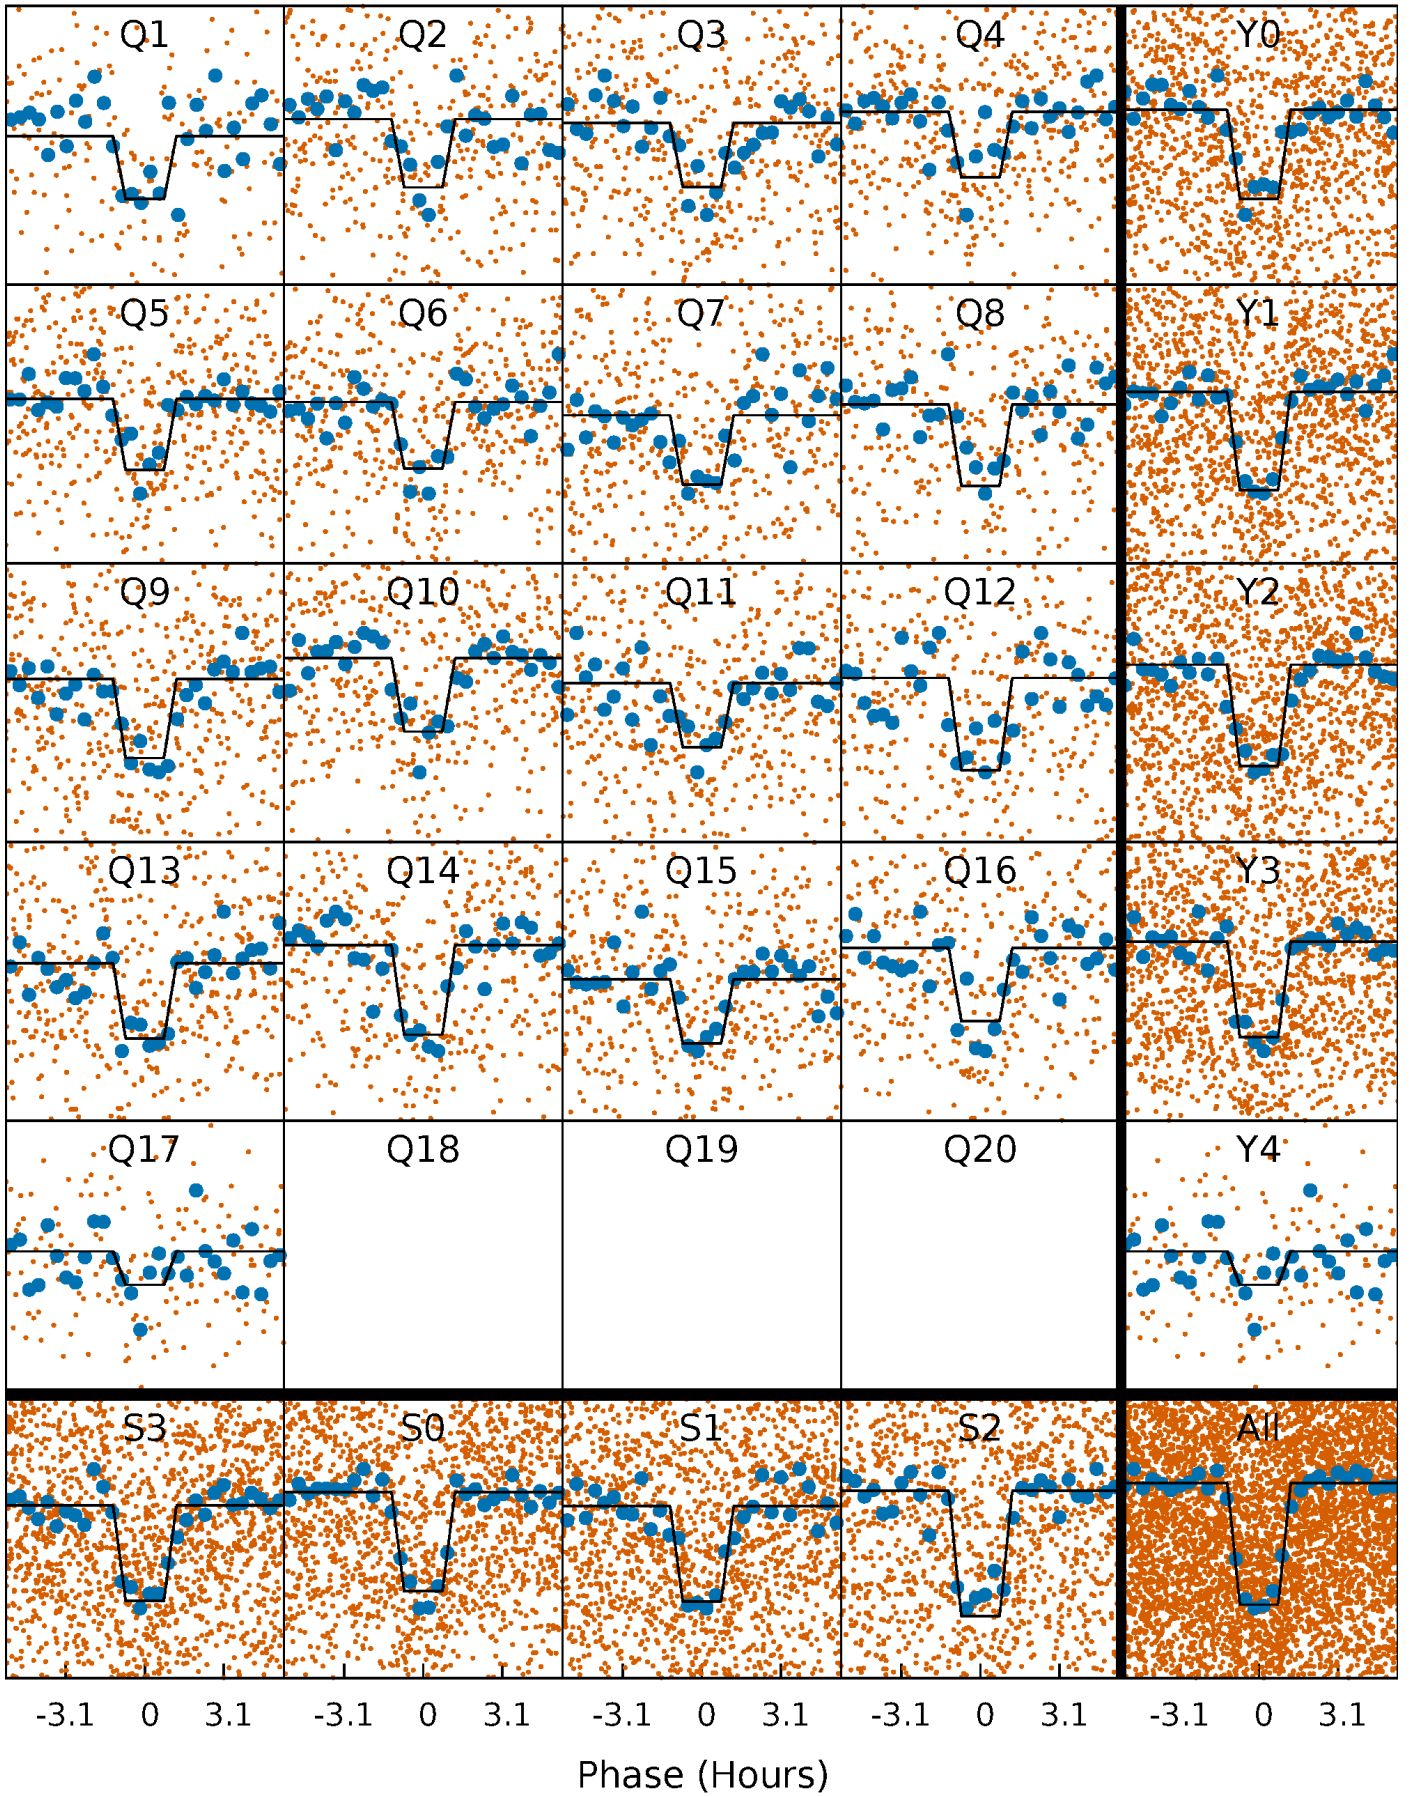 Q1 Q2 Q3 Q4 Y0
Q5 Q6 Q7 Q8 Y1
Q9 Q10 Q11 Q12 Y2
Q13 Q14 Q15 Q16 Y3
Q17 Q18 Q19 Q20 Y4
S3 S0 S1 S2 All
-3.1 0 3.1 -3.1 0 3.1 -3.1 0 3.1 -3.1 0 3.1 -3.1 0 3.1
Phase (Hours)